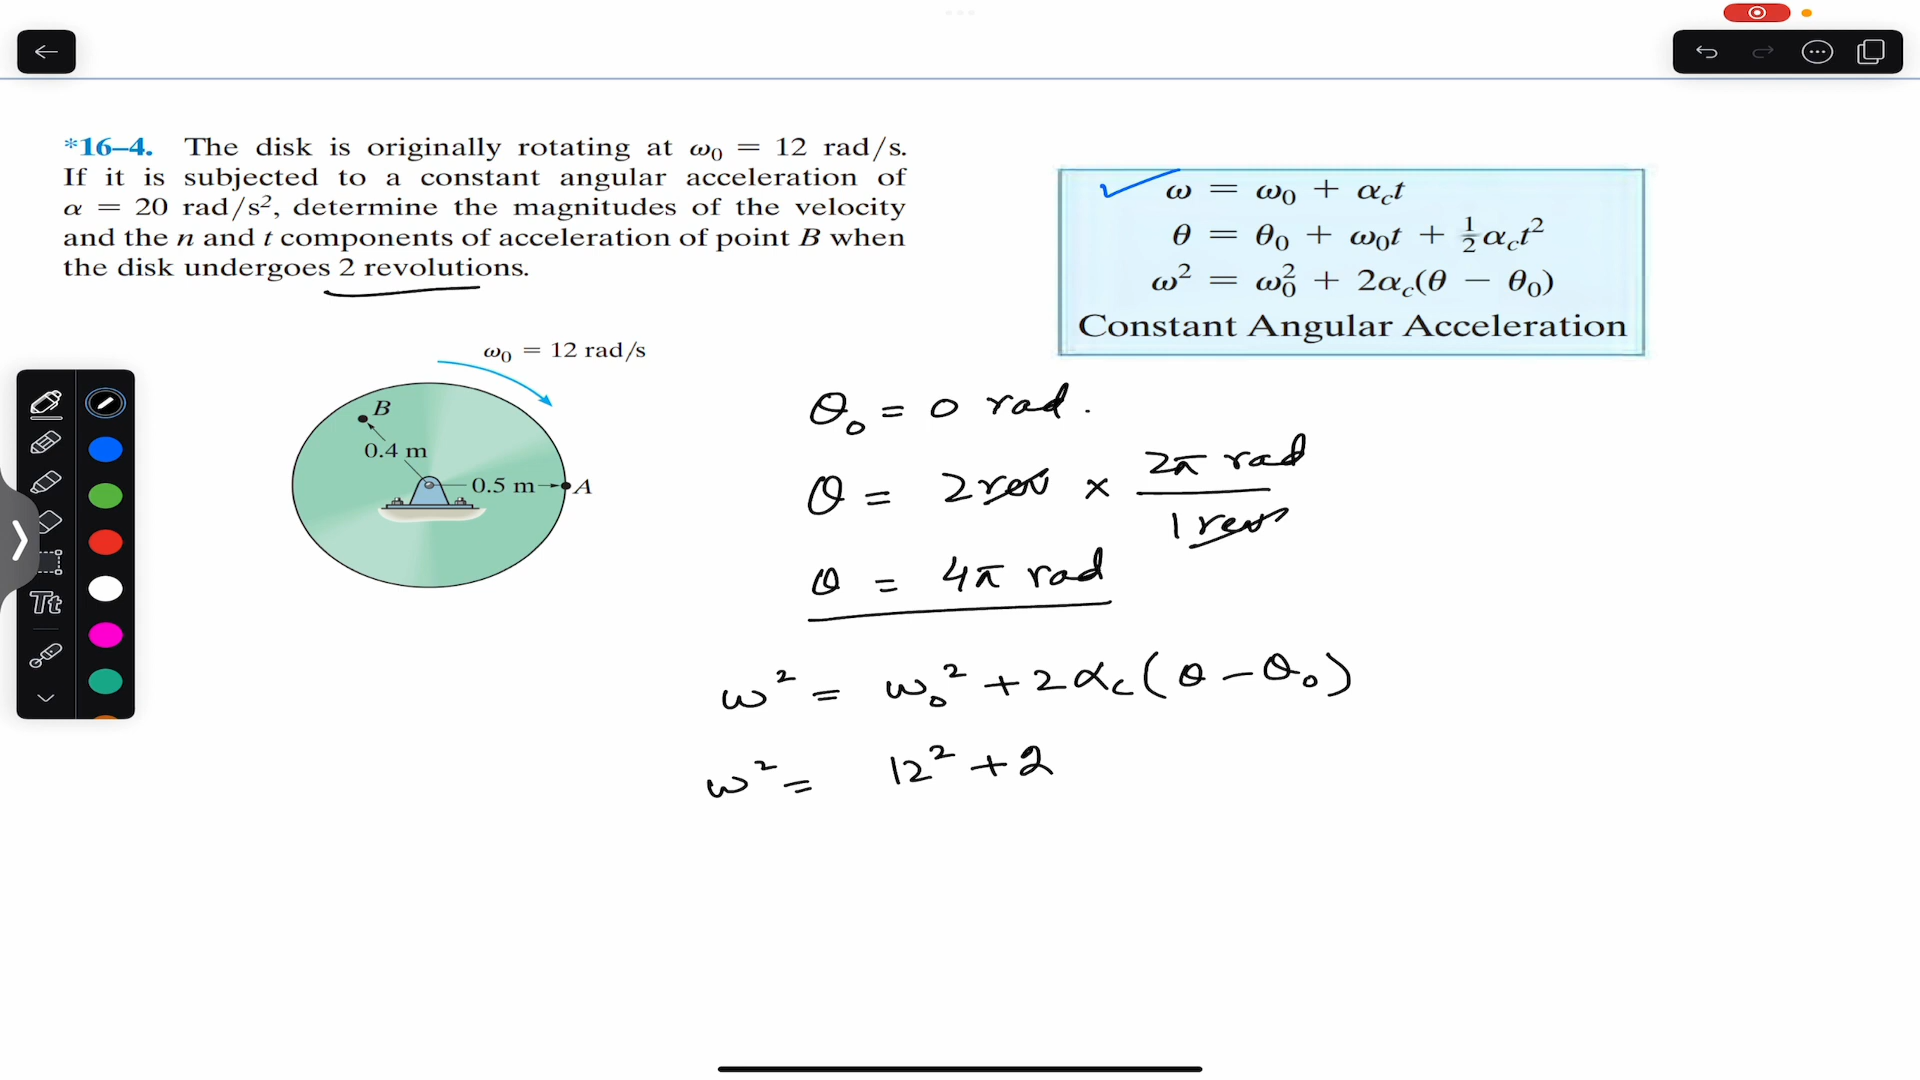 *16–4. The disk is originally rotating at ω₀ = 12 rad/s.
If it is subjected to a constant angular acceleration of
α = 20 rad/s², determine the magnitudes of the velocity
and the n and t components of acceleration of point B when
the disk undergoes 2 revolutions.
ω = ω₀ + α꜀t
θ = θ₀ + ω₀t + ½α꜀t²
ω² = ω₀² + 2α꜀(θ − θ₀)
Constant Angular Acceleration
ω₀ = 12 rad/s
B
0.4 m
0.5 m
A
θ₀ = 0 rad.
θ = 2rev × 2π rad / 1 rev
θ = 4π rad
ω² = ω₀² + 2α꜀(θ − θ₀)
ω² = 12² + 2
Tt